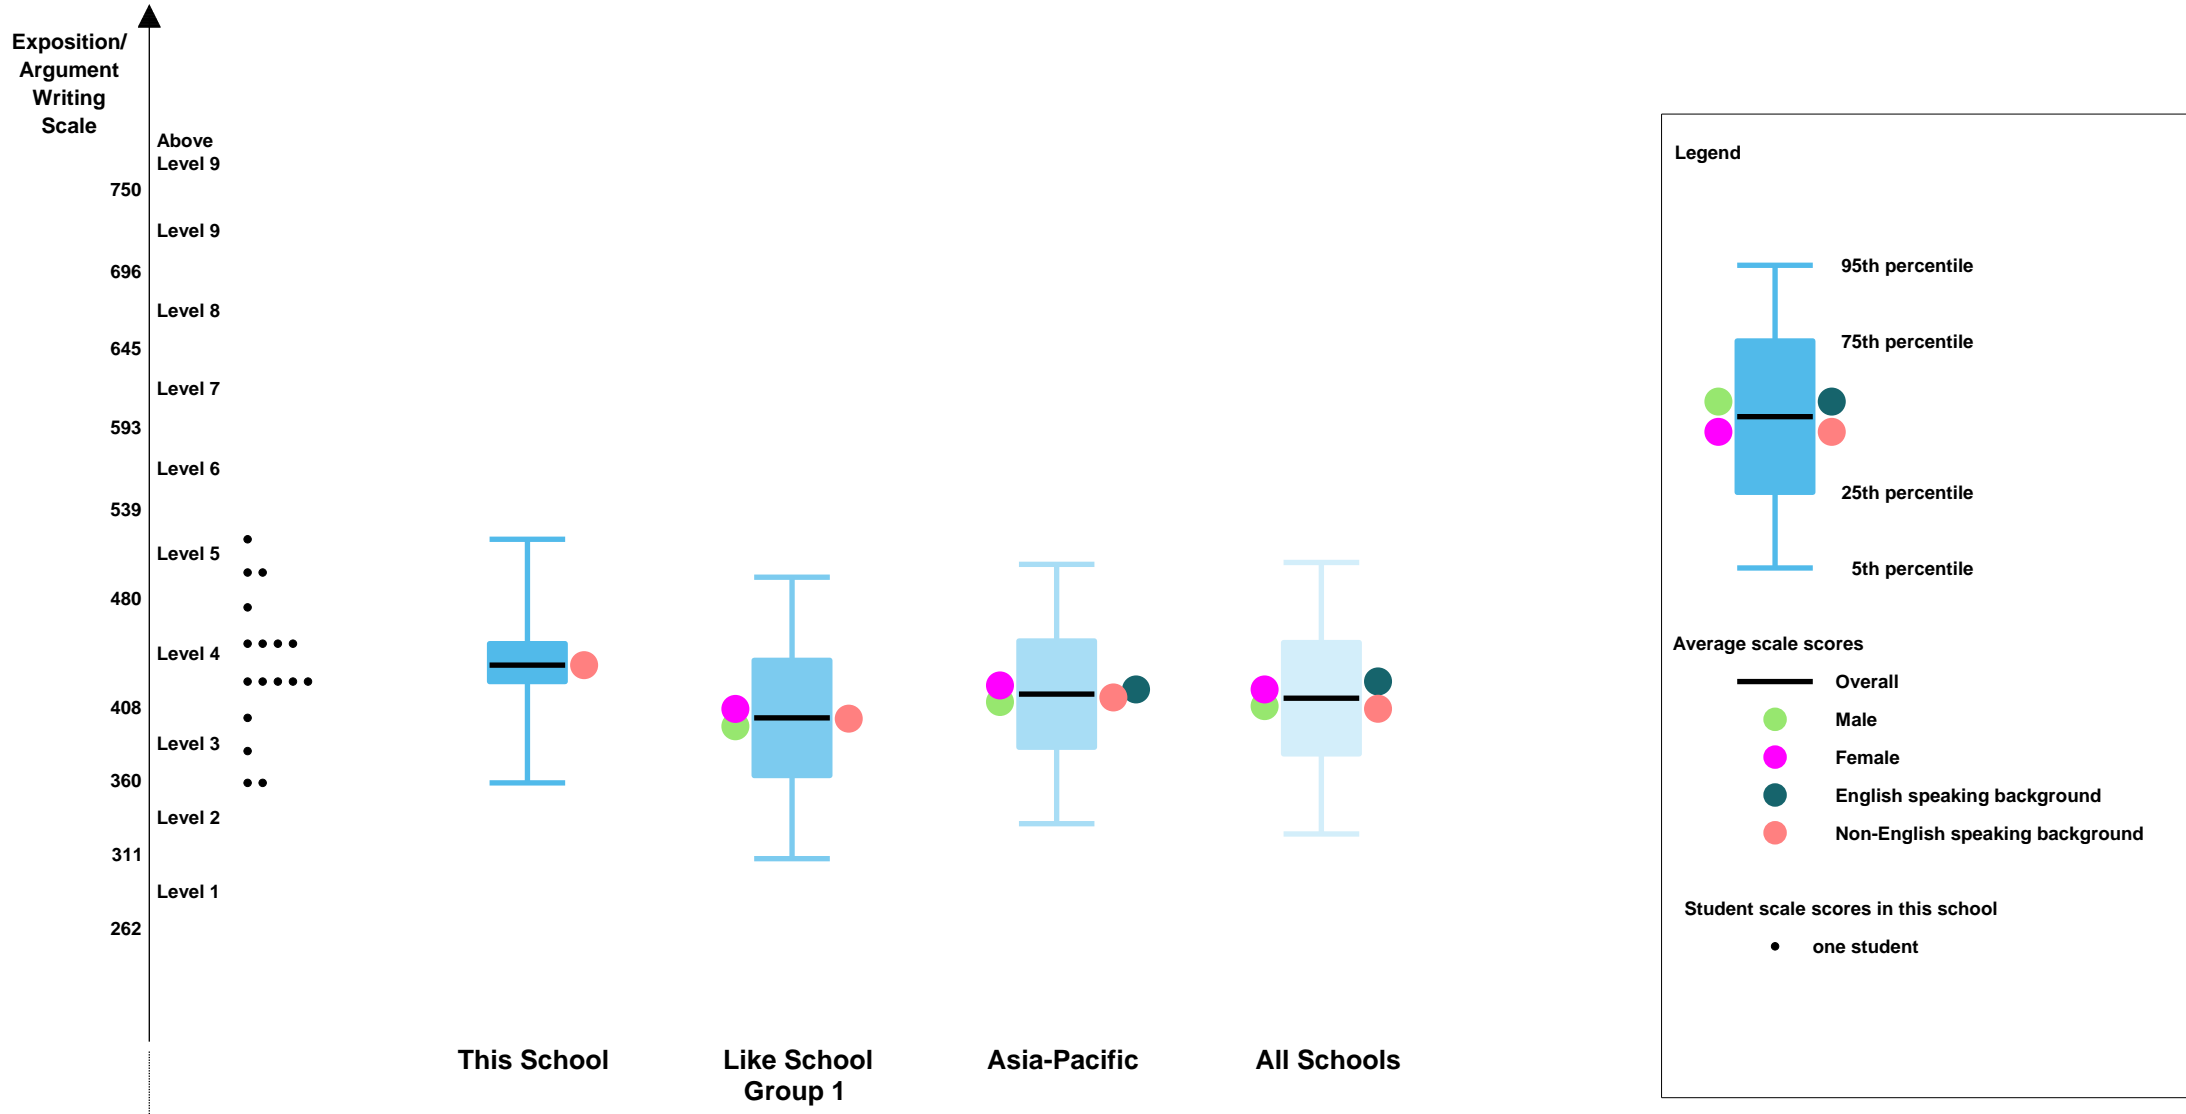 Exposition/
Argument
Writing
Scale
Above
Level 9
750
Level 9
696
Level 8
645
Level 7
593
Level 6
539
Level 5
480
Level 4
408
Level 3
360
Level 2
311
Level 1
262
This School
Like School
Group 1
Asia-Pacific
All Schools
Legend
95th percentile
75th percentile
25th percentile
5th percentile
Average scale scores
Overall
Male
Female
English speaking background
Non-English speaking background
Student scale scores in this school
one student